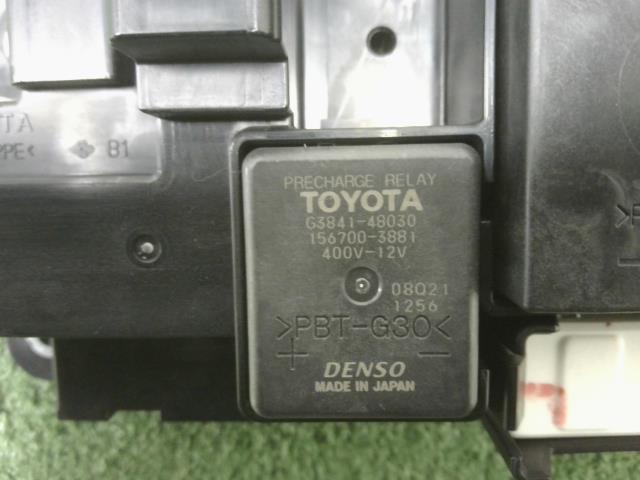 TA
PPE<
81
PRECHARGE RELAY
TOYOTA
G3841-48030
156700-3881
400V-12V
08Q21
1256
>PBT-G30<
+ −
DENSO
MADE IN JAPAN